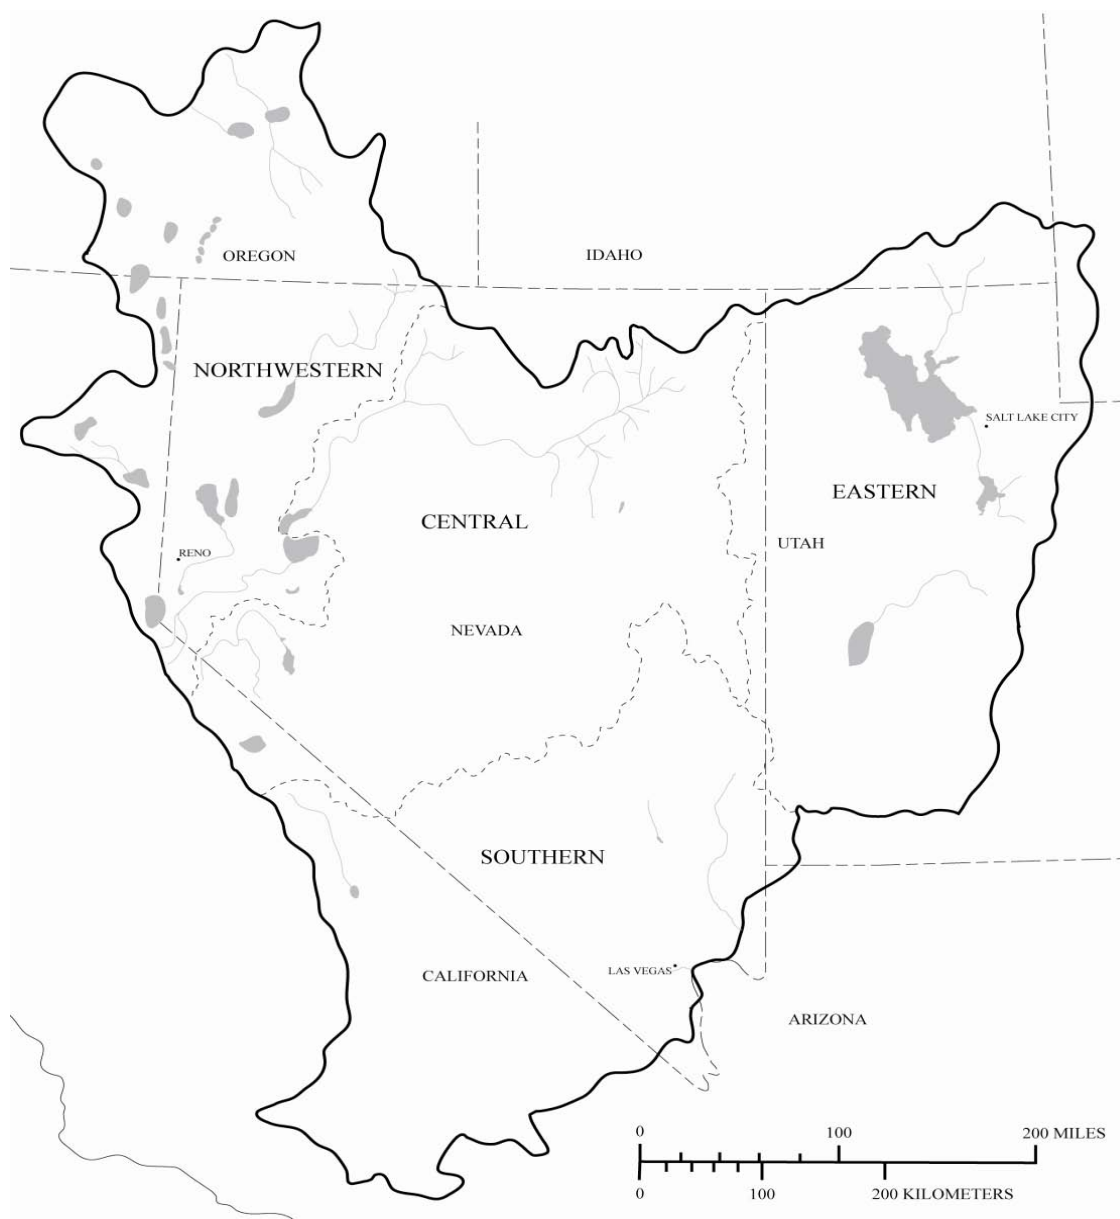 OREGON
IDAHO
NORTHWESTERN
SALT LAKE CITY
EASTERN
CENTRAL
UTAH
RENO
NEVADA
SOUTHERN
LAS VEGAS
CALIFORNIA
ARIZONA
0 100 200 MILES
0 100 200 KILOMETERS